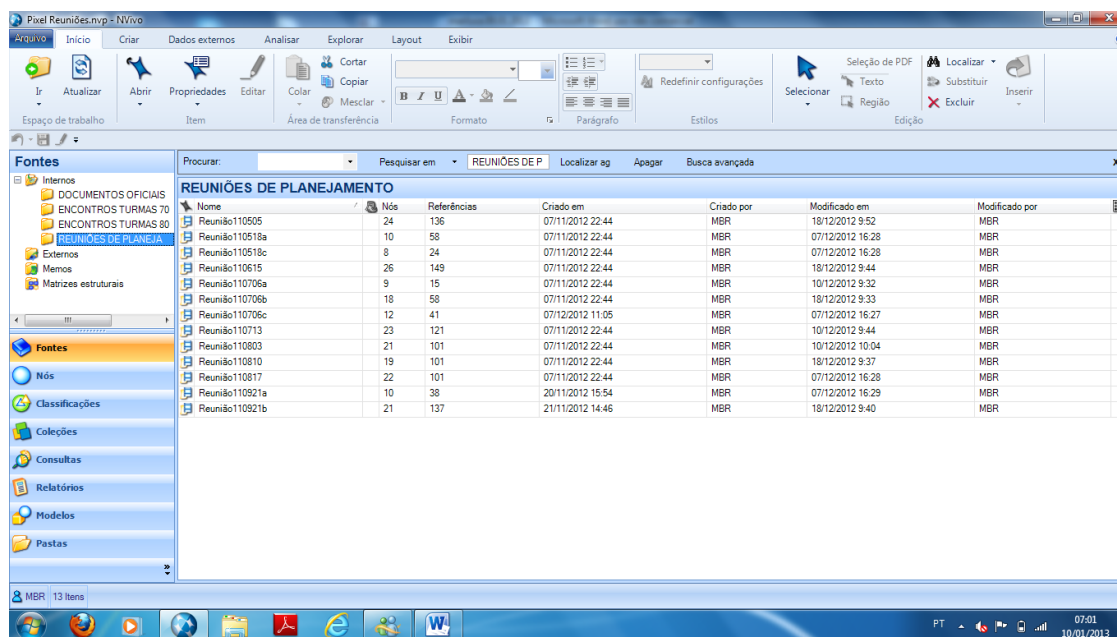 Pixel Reuniões.nvp - NVivo
Arquivo Início Criar Dados externos Analisar Explorar Layout Exibir
Ir Atualizar Abrir Propriedades Editar Colar Cortar Copiar Mesclar
B I U A
Redefinir configurações
Selecionar Seleção de PDF Texto Região Localizar Substituir Excluir Inserir
Espaço de trabalho Item Área de transferência Formato Parágrafo Estilos Edição
Fontes
Procurar: Pesquisar em REUNIÕES DE P Localizar ag Apagar Busca avançada x
Internos
DOCUMENTOS OFICIAIS
ENCONTROS TURMAS 70
ENCONTROS TURMAS 80
REUNIÕES DE PLANEJA
Externos
Memos
Matrizes estruturais
Fontes
Nós
Classificações
Coleções
Consultas
Relatórios
Modelos
Pastas
REUNIÕES DE PLANEJAMENTO
Nome Nós Referências Criado em Criado por Modificado em Modificado por
Reunião110505 24 136 07/11/2012 22:44 MBR 18/12/2012 9:52 MBR
Reunião110518a 10 58 07/11/2012 22:44 MBR 07/12/2012 16:28 MBR
Reunião110518c 8 24 07/11/2012 22:44 MBR 07/12/2012 16:28 MBR
Reunião110615 26 149 07/11/2012 22:44 MBR 18/12/2012 9:44 MBR
Reunião110706a 9 15 07/11/2012 22:44 MBR 10/12/2012 9:32 MBR
Reunião110706b 18 58 07/11/2012 22:44 MBR 18/12/2012 9:33 MBR
Reunião110706c 12 41 07/12/2012 11:05 MBR 07/12/2012 16:27 MBR
Reunião110713 23 121 07/11/2012 22:44 MBR 10/12/2012 9:44 MBR
Reunião110803 21 101 07/11/2012 22:44 MBR 10/12/2012 10:04 MBR
Reunião110810 19 101 07/11/2012 22:44 MBR 18/12/2012 9:37 MBR
Reunião110817 22 101 07/11/2012 22:44 MBR 07/12/2012 16:28 MBR
Reunião110921a 10 38 20/11/2012 15:54 MBR 07/12/2012 16:29 MBR
Reunião110921b 21 137 21/11/2012 14:46 MBR 18/12/2012 9:40 MBR
MBR 13 Itens
PT 07:01
10/01/2013